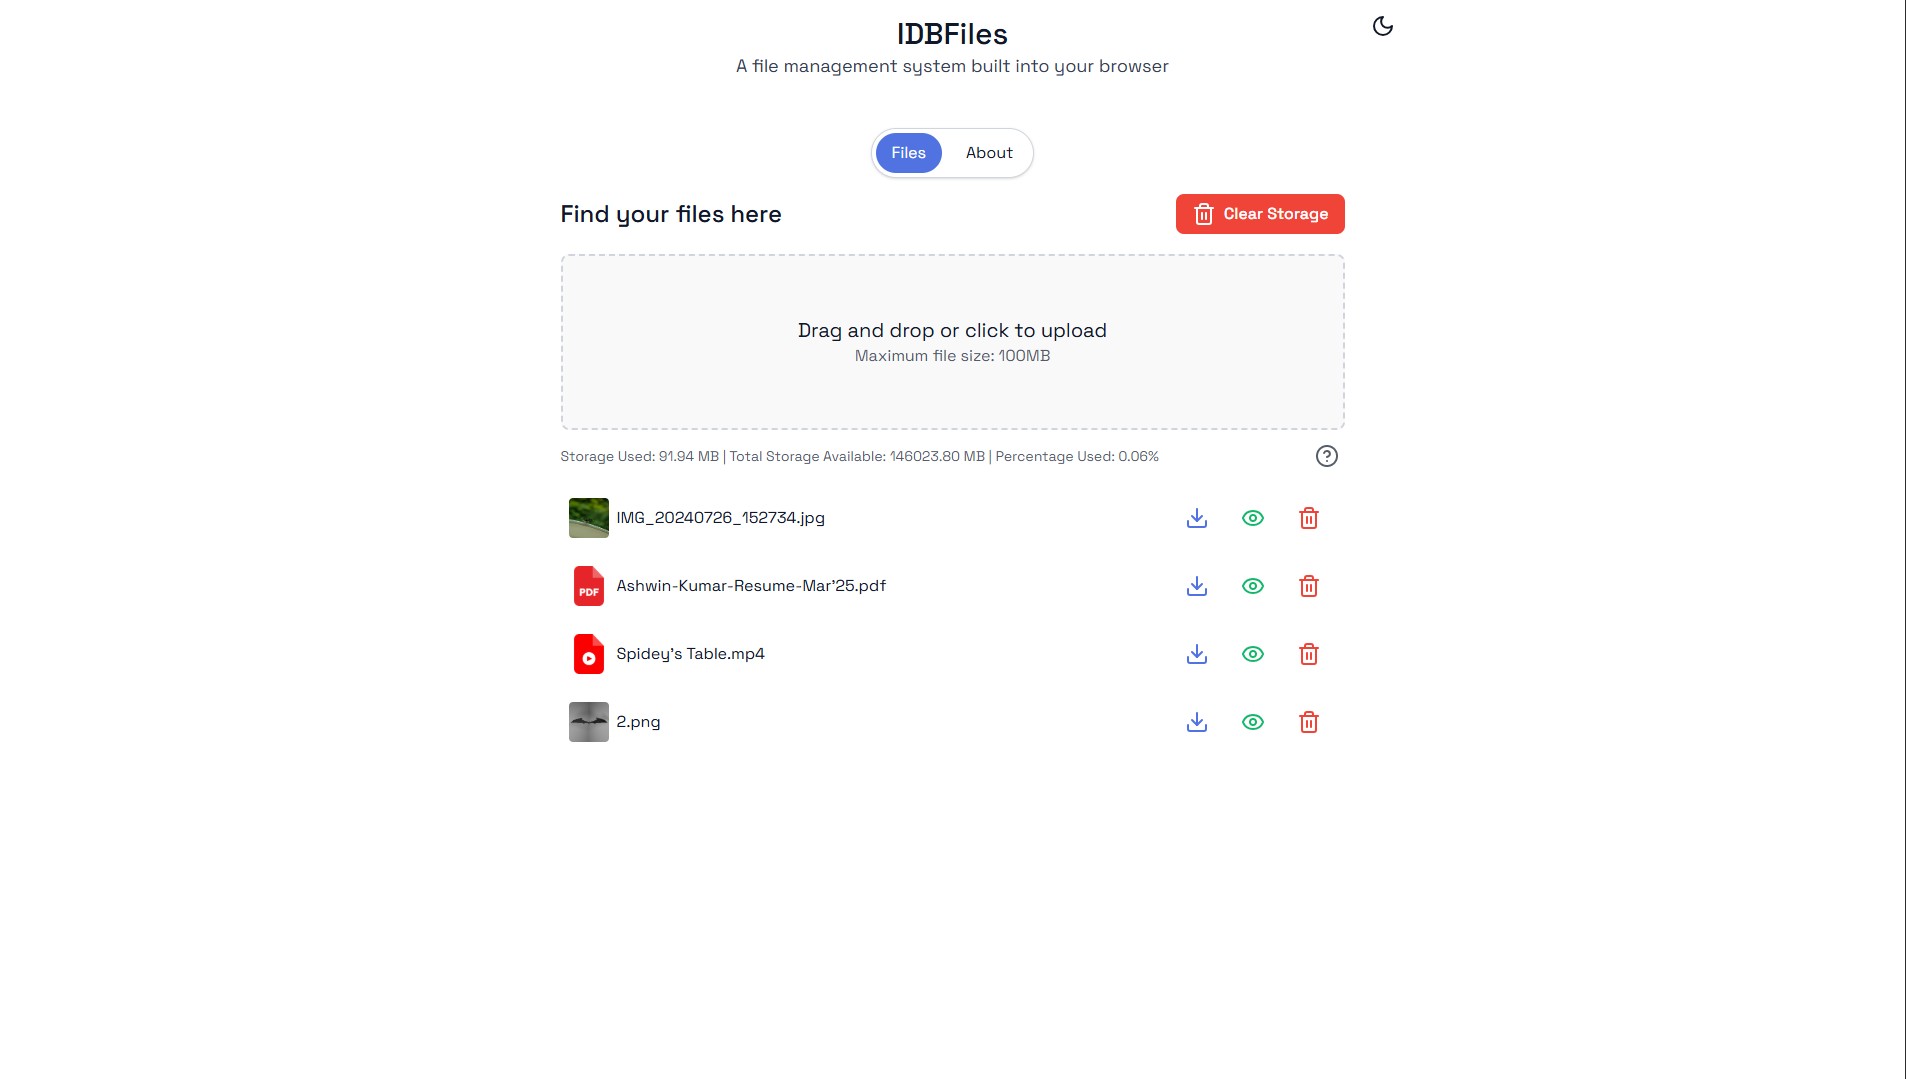 IDBFiles
A file management system built into your browser
Files
About
Find your files here
Clear Storage
Drag and drop or click to upload
Maximum file size: 100MB
Storage Used: 91.94 MB | Total Storage Available: 146023.80 MB | Percentage Used: 0.06%
IMG_20240726_152734.jpg
PDF
Ashwin-Kumar-Resume-Mar'25.pdf
Spidey's Table.mp4
2.png